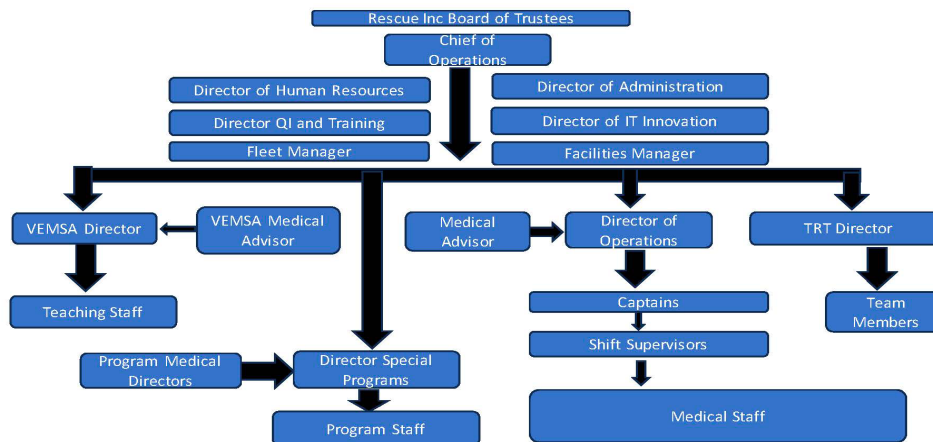 Rescue Inc Board of Trustees
Chief of
Operations
Director of Human Resources
Director of Administration
Director QI and Training
Director of IT Innovation
Fleet Manager
Facilities Manager
VEMSA Director
VEMSA Medical
Advisor
Medical
Advisor
Director of
Operations
TRT Director
Teaching Staff
Captains
Team
Members
Shift Supervisors
Program Medical
Directors
Director Special
Programs
Medical Staff
Program Staff